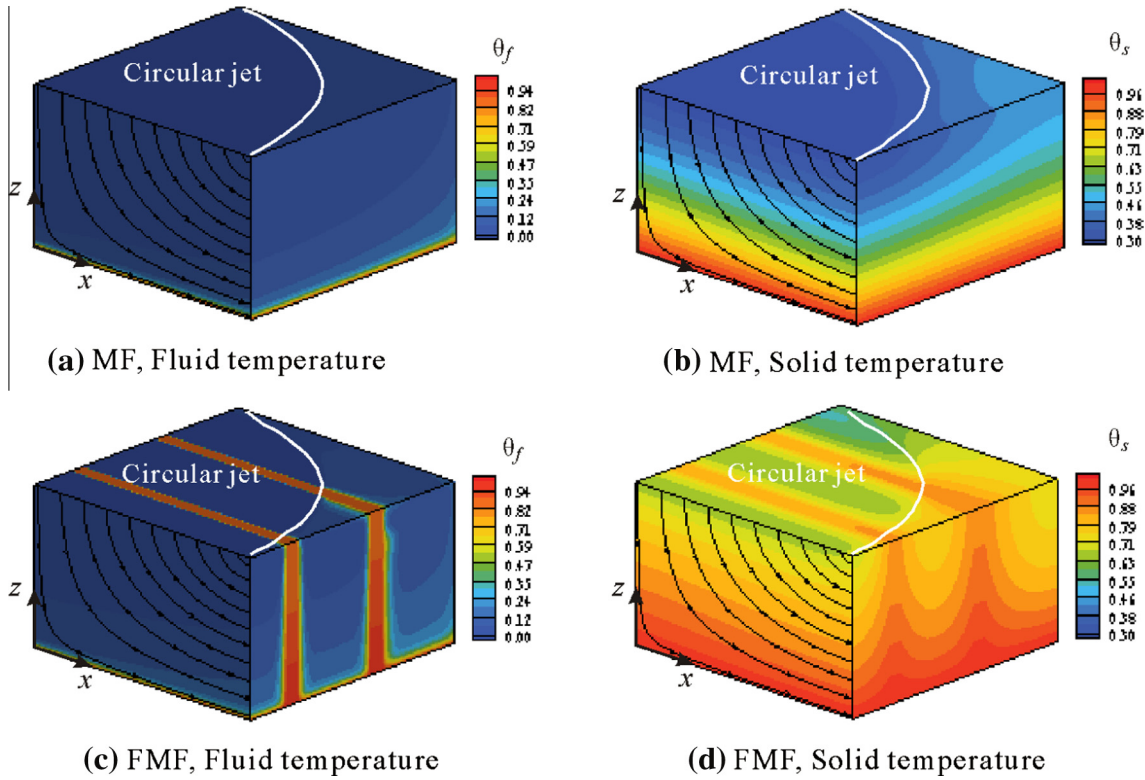 θf
Circular jet
0.94
0.82
0.71
0.59
0.47
0.35
0.24
0.12
0.00
z
x
(a) MF, Fluid temperature
θs
Circular jet
0.96
0.88
0.79
0.71
0.63
0.55
0.46
0.38
0.30
z
x
(b) MF, Solid temperature
θf
Circular jet
0.94
0.82
0.71
0.59
0.47
0.35
0.24
0.12
0.00
z
x
(c) FMF, Fluid temperature
θs
Circular jet
0.96
0.88
0.79
0.71
0.63
0.55
0.46
0.38
0.30
z
x
(d) FMF, Solid temperature